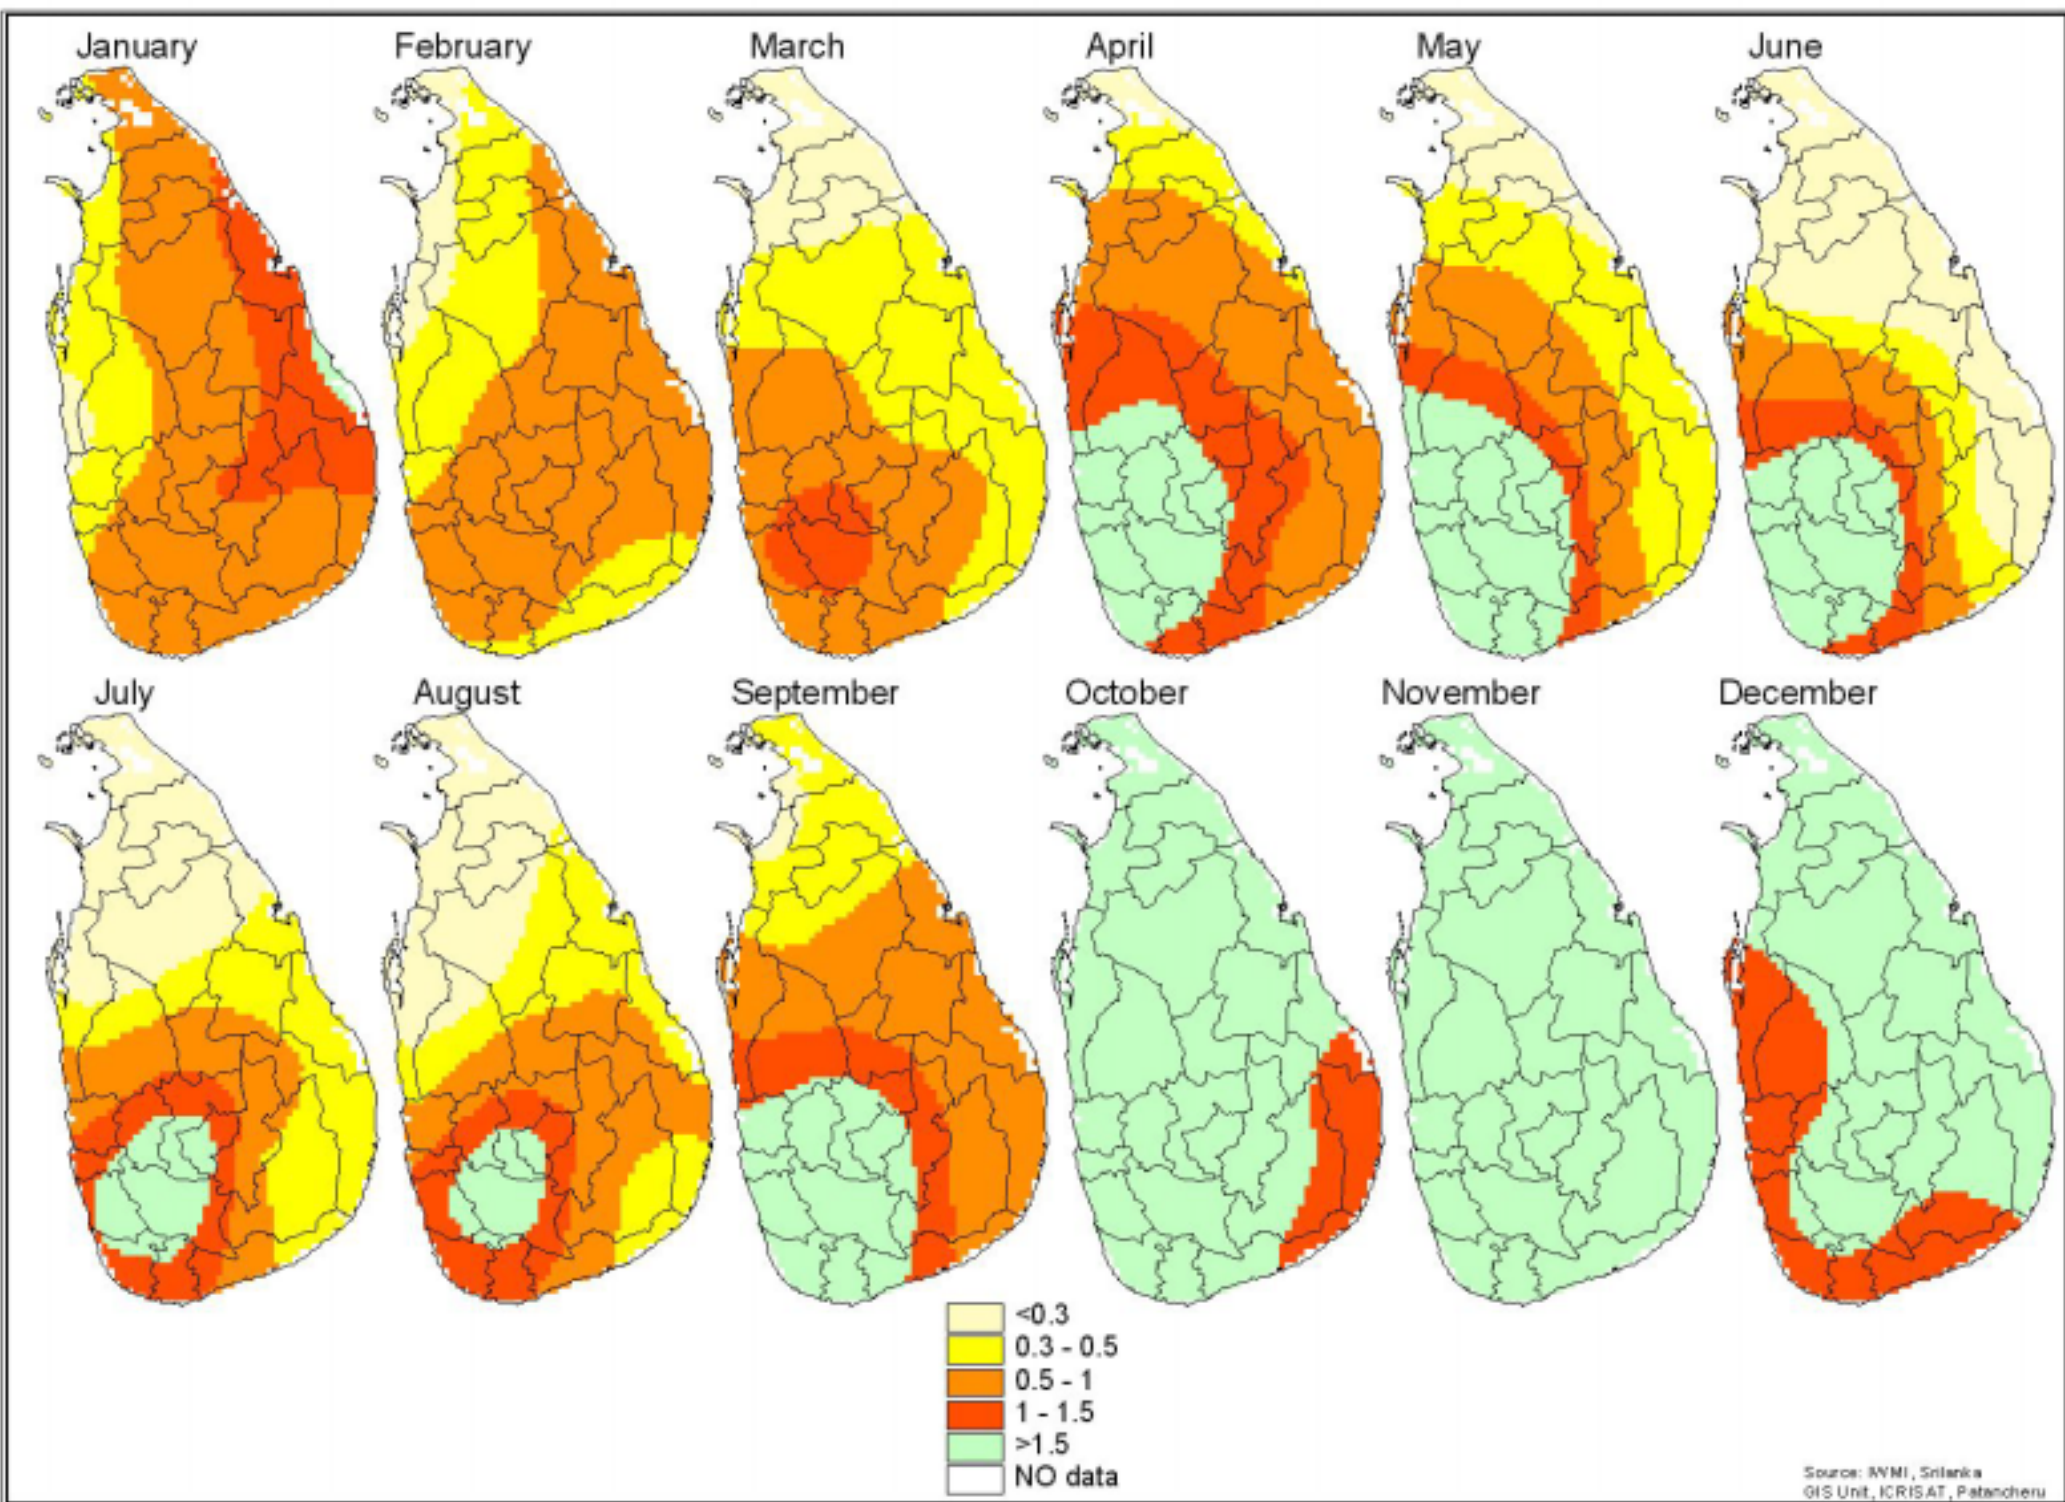 January February March April May June
July August September October November December
<0.3
0.3 - 0.5
0.5 - 1
1 - 1.5
>1.5
NO data
Source: IWMI, Srilanka
GIS Unit, ICRISAT, Patancheru